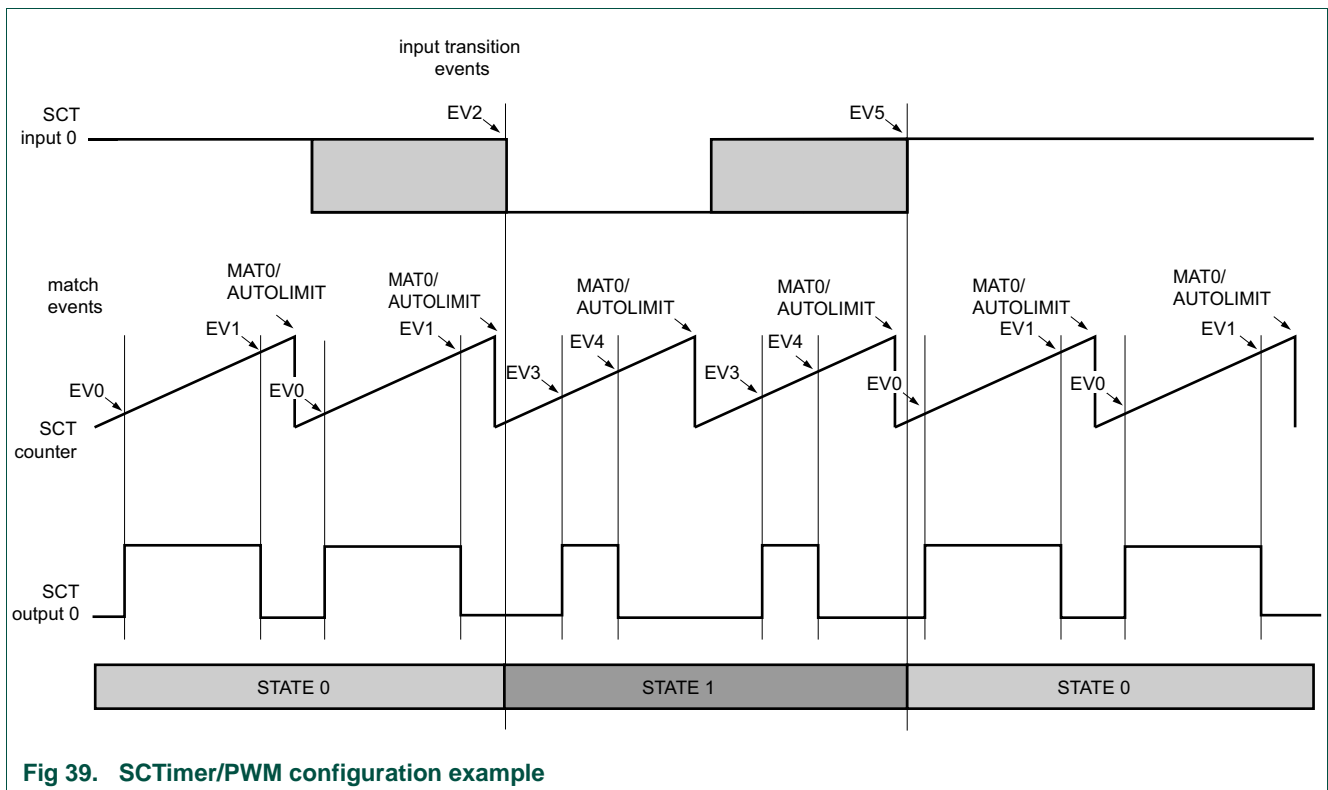 input transition
events
SCT
input 0
EV2
EV5
match
events
MAT0/
AUTOLIMIT
MAT0/
AUTOLIMIT
MAT0/
AUTOLIMIT
MAT0/
AUTOLIMIT
MAT0/
AUTOLIMIT
MAT0/
AUTOLIMIT
EV0
EV1
EV0
EV1
EV3
EV4
EV3
EV4
EV0
EV1
EV0
EV1
SCT
counter
SCT
output 0
STATE 0
STATE 1
STATE 0
Fig 39. SCTimer/PWM configuration example